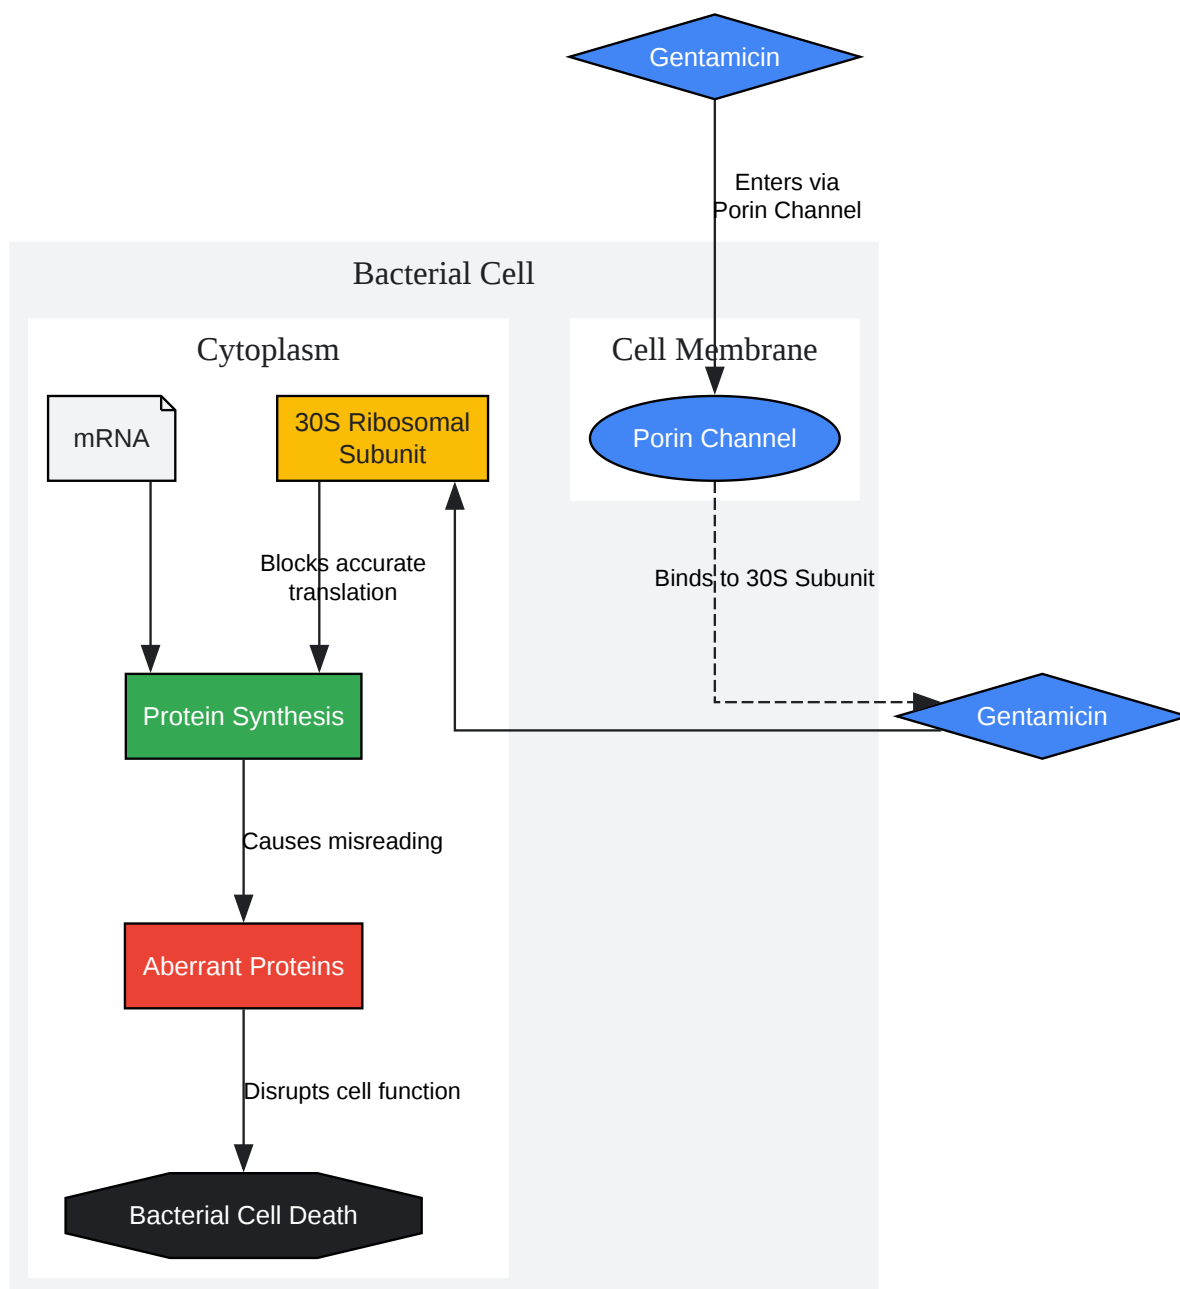 Gentamicin
Enters via
Porin Channel
Bacterial Cell
Cytoplasm
Cell Membrane
mRNA
30S Ribosomal
Subunit
Porin Channel
Blocks accurate
translation
Binds to 30S Subunit
Protein Synthesis
Gentamicin
Causes misreading
Aberrant Proteins
Disrupts cell function
Bacterial Cell Death